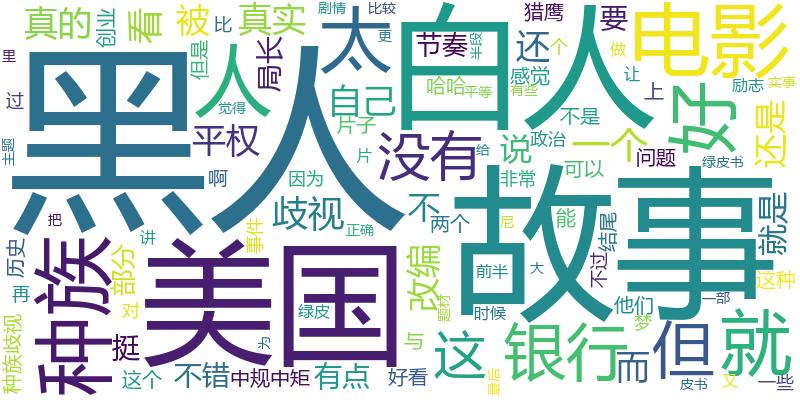 黑人
白人
故事
美国
电影
种族
银行
没有
太
好
人
但
就
这
歧视
平权
自己
改编
一个
还是
就是
真的
看
被
真实
局长
创业
但是
比
剧情
比较
更
半段
节奏
猎鹰
还
个
要
做
感觉
让
上
励志
实事
哈哈
平等
有些
不是
里
过
主题
觉得
片子
片
说
政治
给
问题
绿皮书
可以
非常
啊
因为
不
两个
正确
能
尼
结尾
不过
把
讲
事件
历史
部分
再
对
绿皮
为
挺
种族歧视
这个
不错
中规中矩
有点
好看
与
题材
时候
前半
大
最后
而
他们
一部
梦
这种
皮书
文
一些